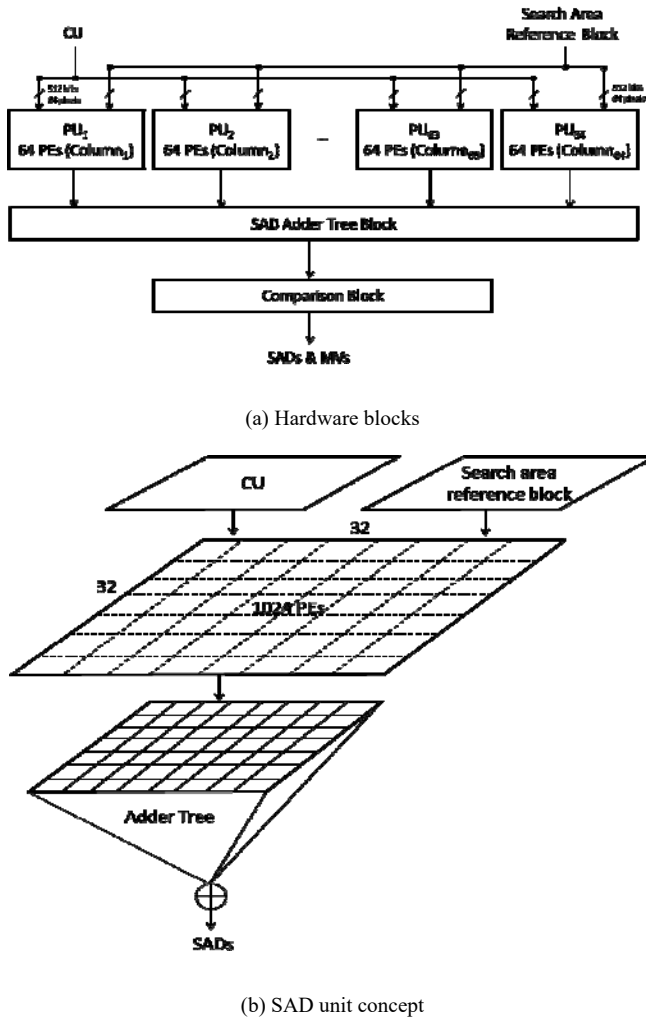 CU
Search Area
Reference Block
512 bits
64 pixels
512 bits
64 pixels
PU₁
64 PEs (Column₁)
PU₂
64 PEs (Column₂)
–
PU₆₃
64 PEs (Column₆₃)
PU₆₄
64 PEs (Column₆₄)
SAD Adder Tree Block
Comparison Block
SADs & MVs
(a) Hardware blocks
CU
Search area
reference block
32
32
1024 PEs
Adder Tree
SADs
(b) SAD unit concept